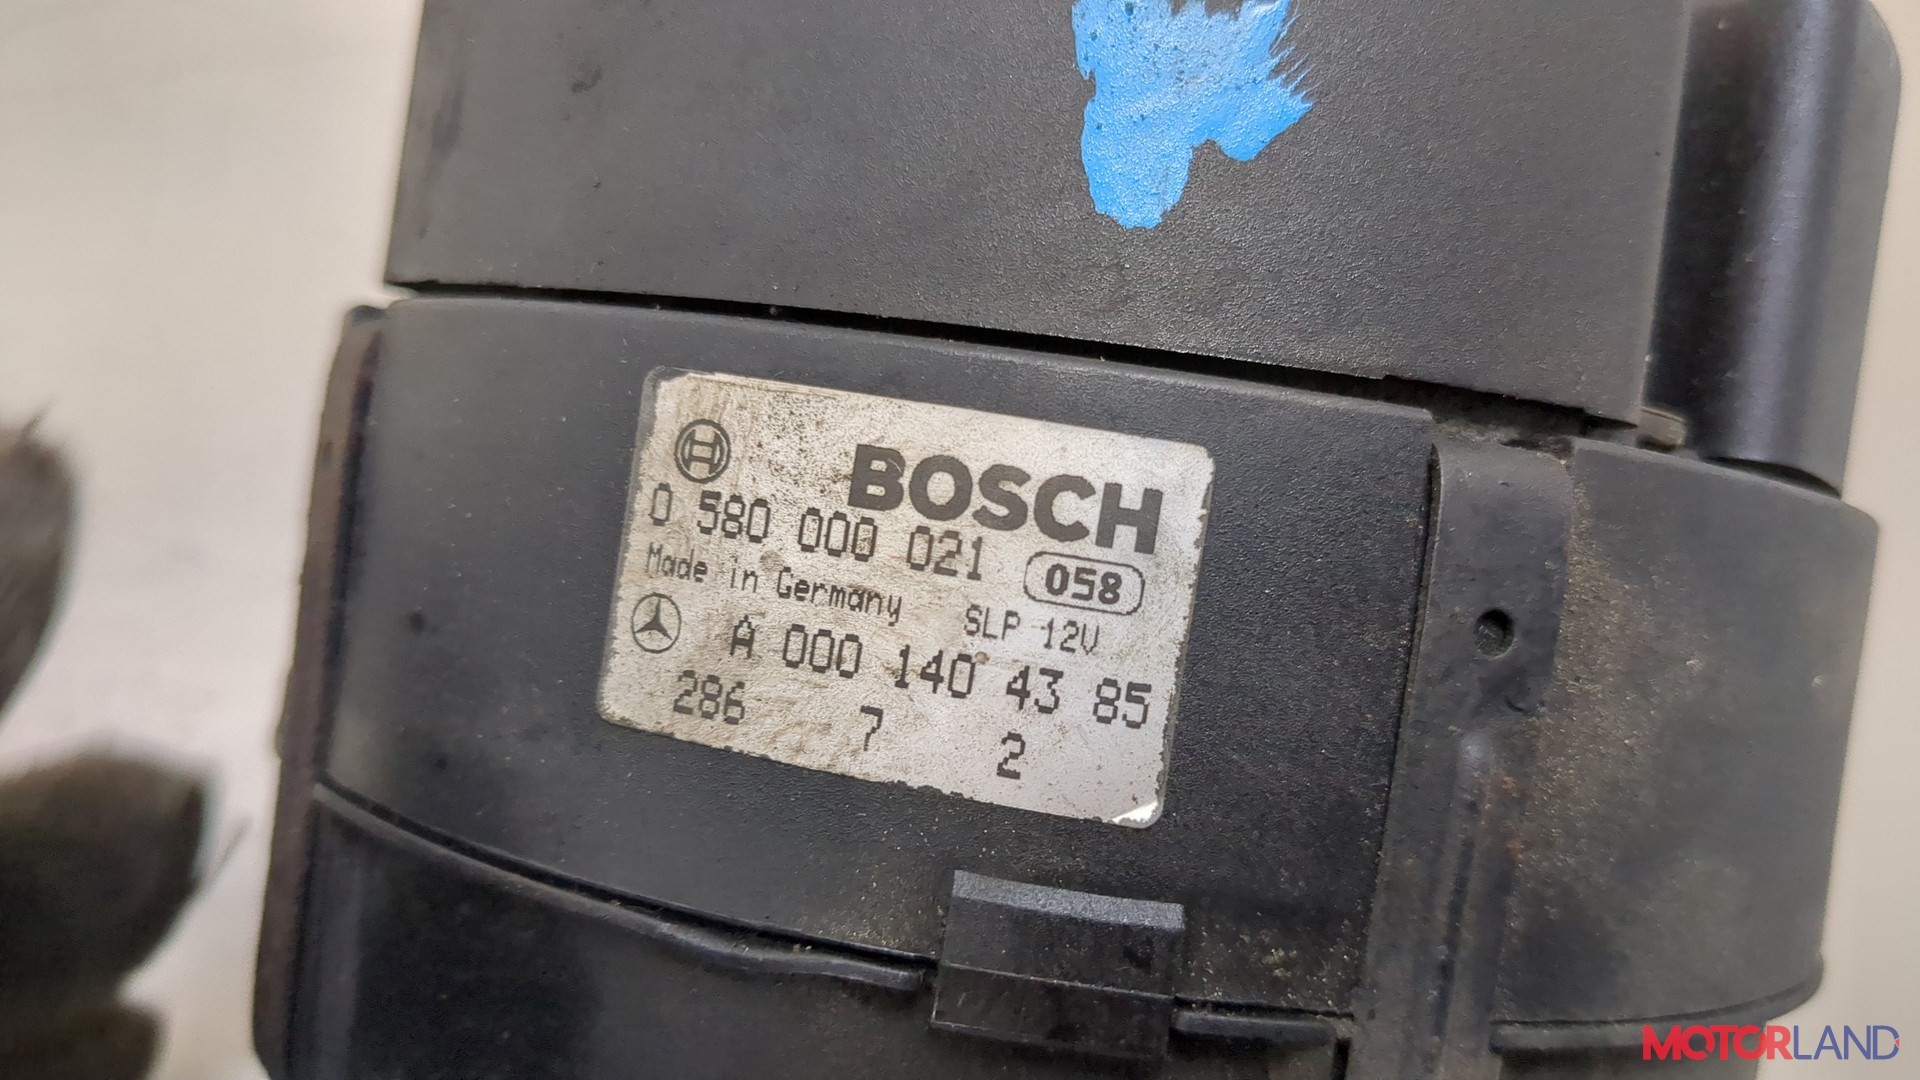 BOSCH
0 580 000 021 058
Made in Germany SLP 12V
A 000 140 43 85
286 7 2
MOTORLAND